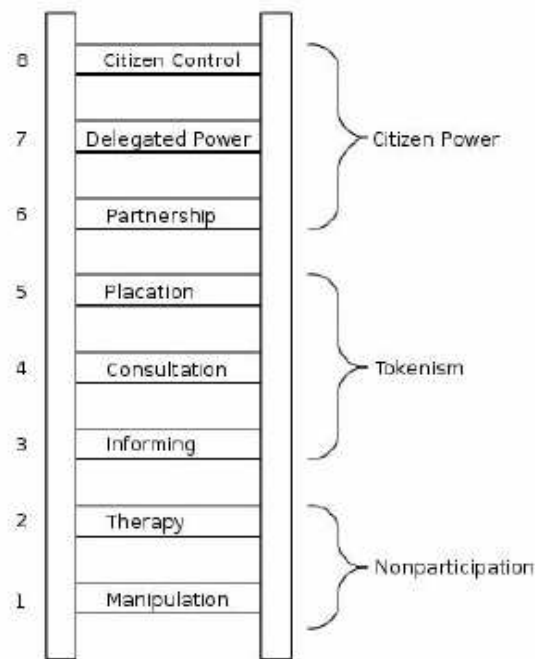 8 Citizen Control
7 Delegated Power
Citizen Power
6 Partnership
5 Placation
4 Consultation
Tokenism
3 Informing
2 Therapy
Nonparticipation
1 Manipulation